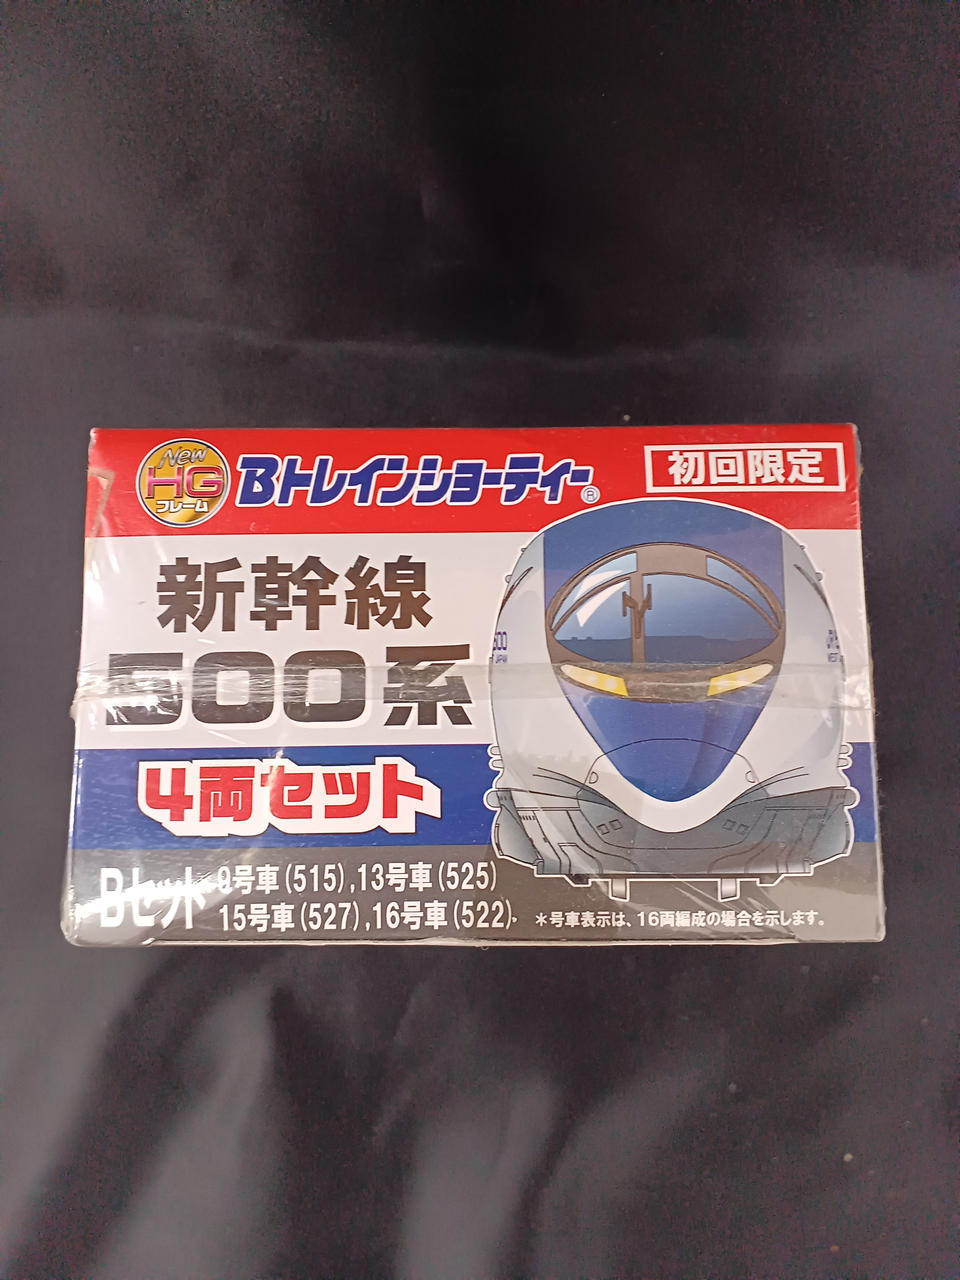 New
HG
フレーム
Bトレインショーティー®
初回限定
新幹線
500系
4両セット
Bセット
9号車(515),13号車(525)
15号車(527),16号車(522)
＊号車表示は、16両編成の場合を示します。
500
JAPAN
WEST